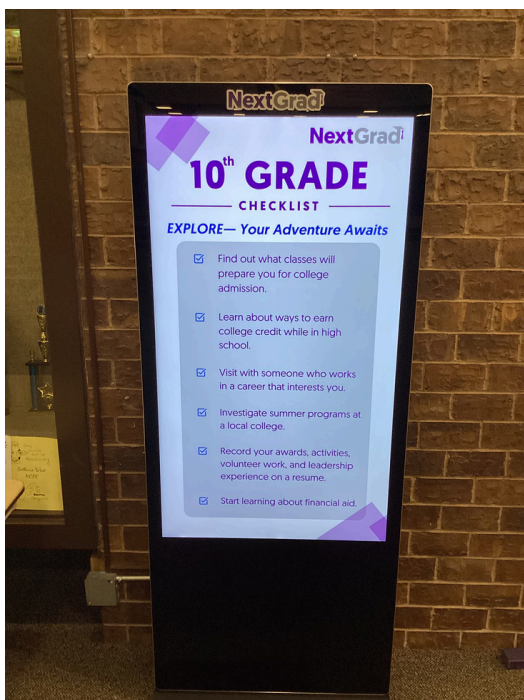 NextGrad
NextGrad
10th GRADE
CHECKLIST
EXPLORE— Your Adventure Awaits
Find out what classes will
prepare you for college
admission.
Learn about ways to earn
college credit while in high
school.
Visit with someone who works
in a career that interests you.
Investigate summer programs at
a local college.
Record your awards, activities,
volunteer work, and leadership
experience on a resume.
Start learning about financial aid.